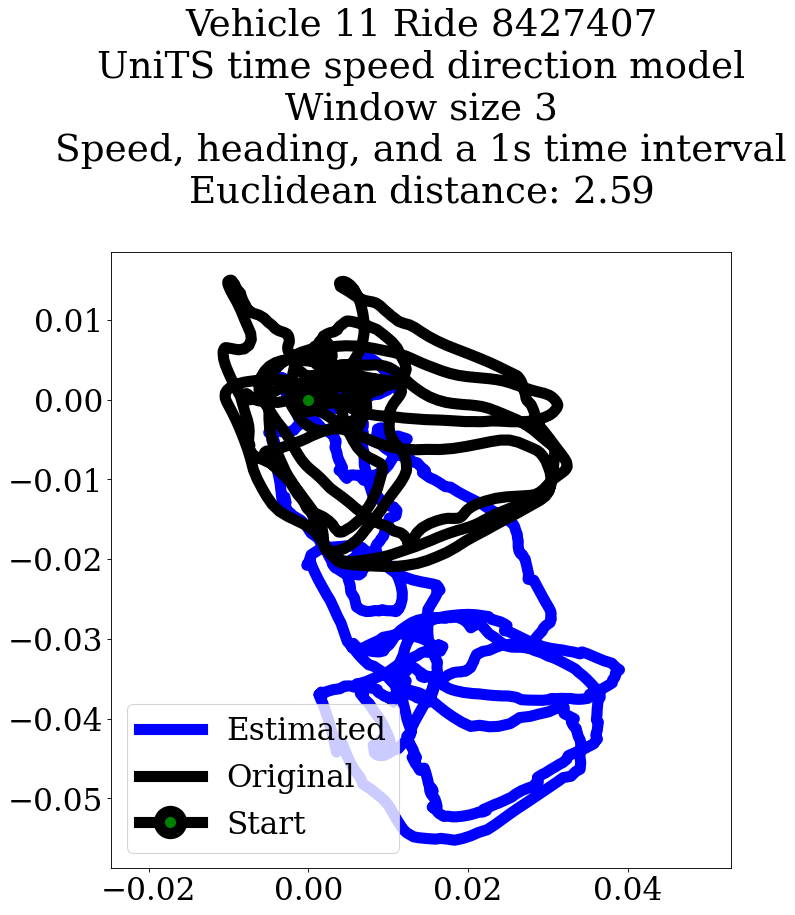 Vehicle 11 Ride 8427407
UniTS time speed direction model
Window size 3
Speed, heading, and a 1s time interval
Euclidean distance: 2.59
0.01
0.00
−0.01
−0.02
−0.03
−0.04
−0.05
Estimated
Original
Start
−0.02
0.00
0.02
0.04